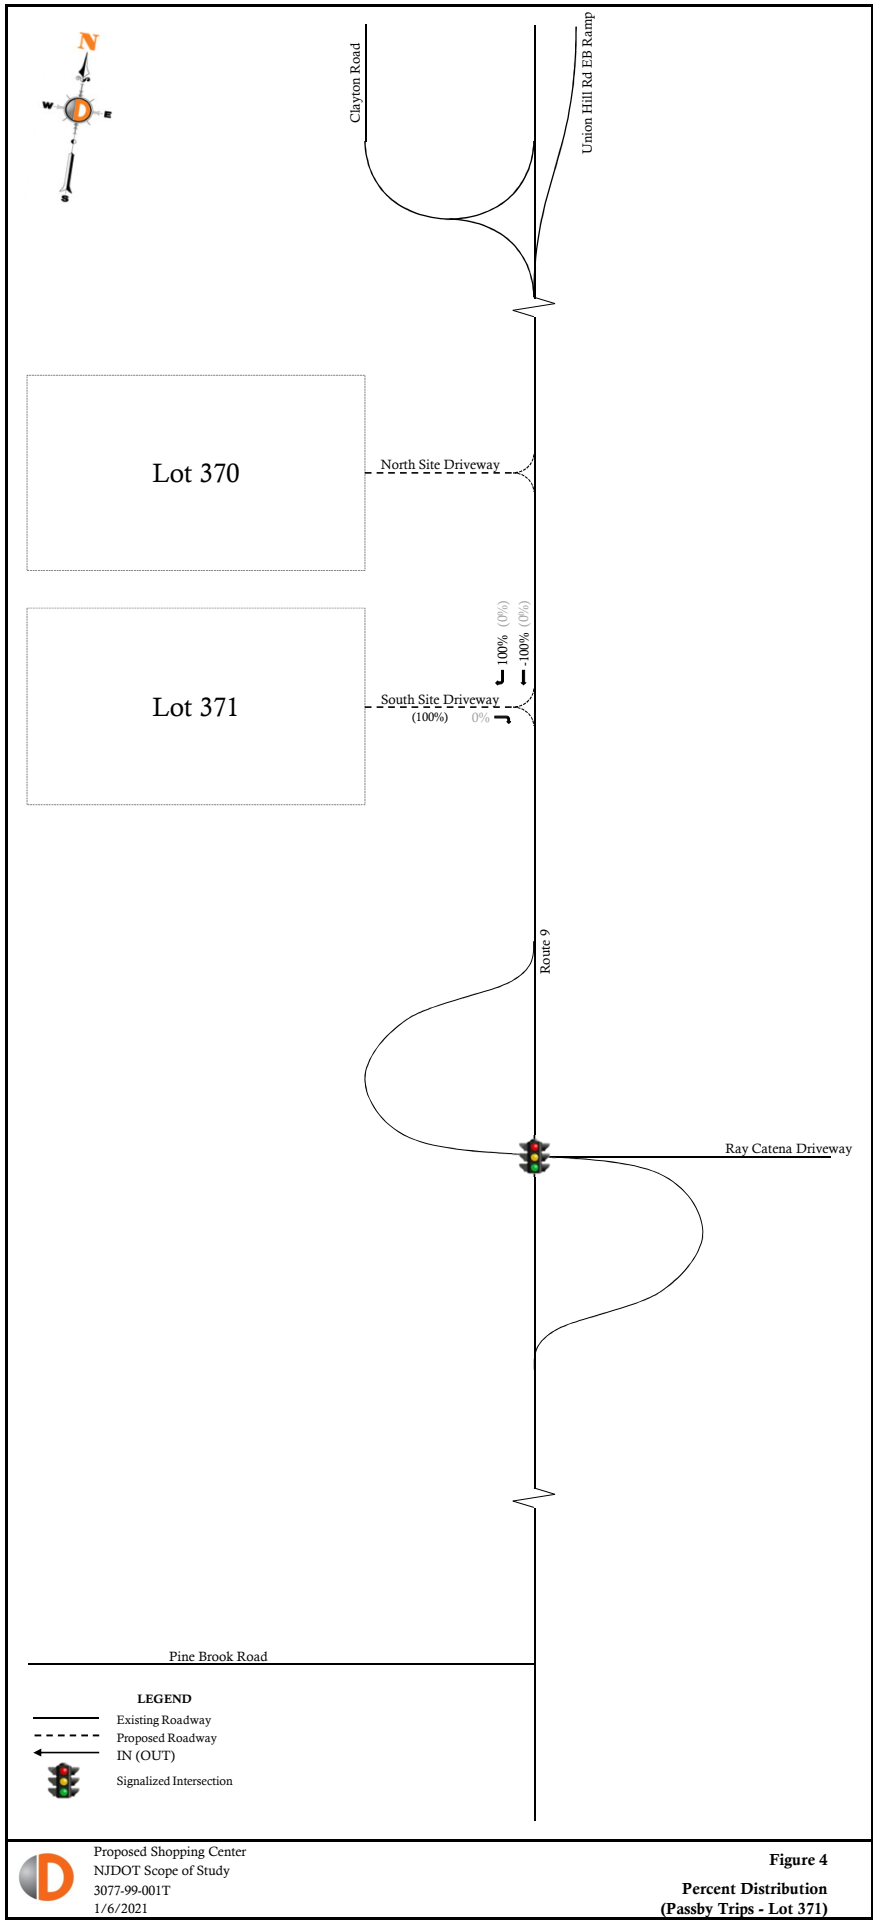 N
W
E
S
Clayton Road
Union Hill Rd EB Ramp
Lot 370
North Site Driveway
100% (0%)
-100% (0%)
Lot 371
South Site Driveway
(100%) 0%
Route 9
Ray Catena Driveway
Pine Brook Road
LEGEND
Existing Roadway
Proposed Roadway
IN (OUT)
Signalized Intersection
D
Proposed Shopping Center
NJDOT Scope of Study
3077-99-001T
1/6/2021
Figure 4
Percent Distribution
(Passby Trips - Lot 371)